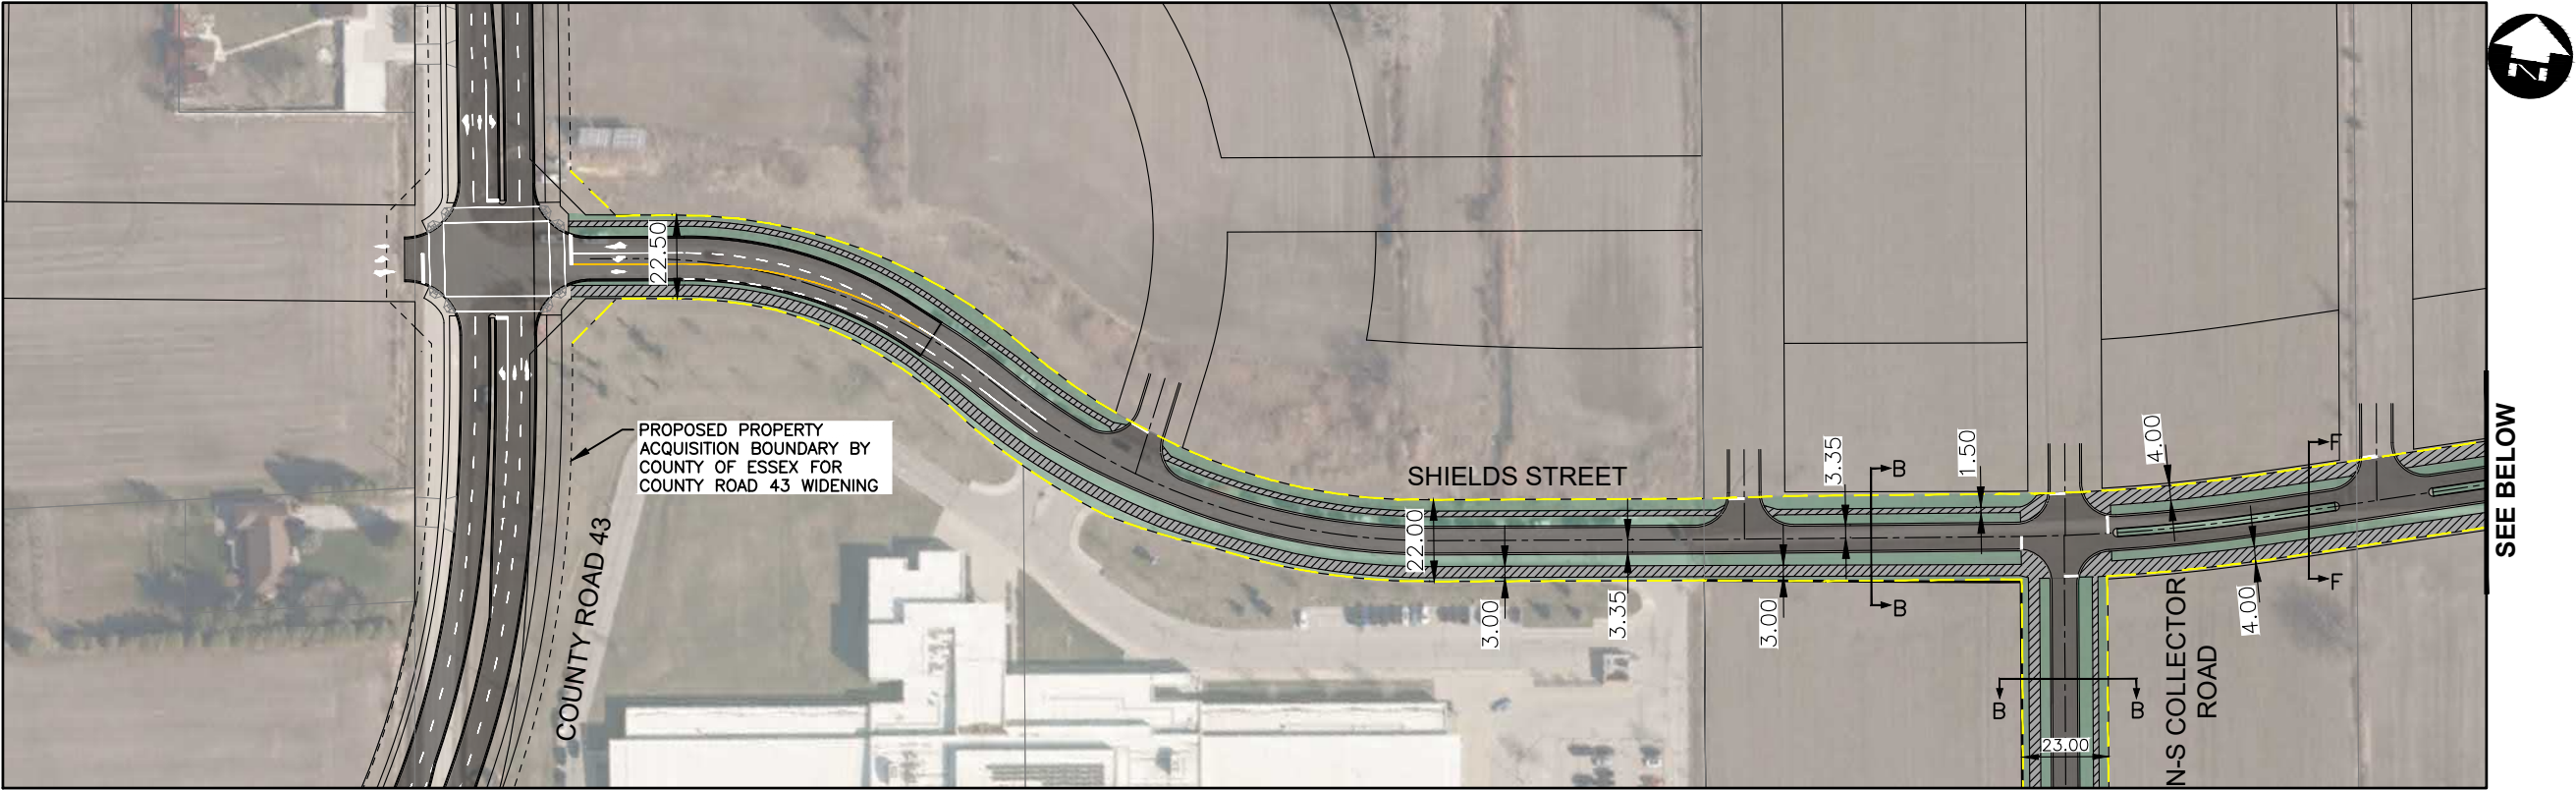 22.50
PROPOSED PROPERTY
ACQUISITION BOUNDARY BY
COUNTY OF ESSEX FOR
COUNTY ROAD 43 WIDENING
COUNTY ROAD 43
SHIELDS STREET
22.00
3.00
3.35
3.00
3.35
B
B
1.50
4.00
F
F
4.00
B
B
23.00
N-S COLLECTOR
ROAD
SEE BELOW
N